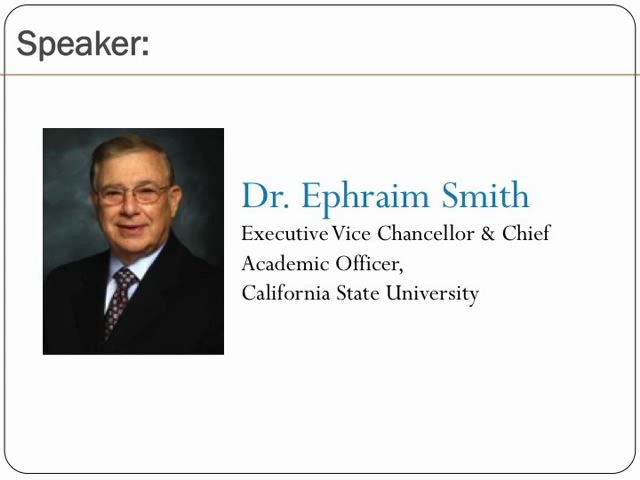 Speaker:
Dr. Ephraim Smith
Executive Vice Chancellor & Chief
Academic Officer,
California State University